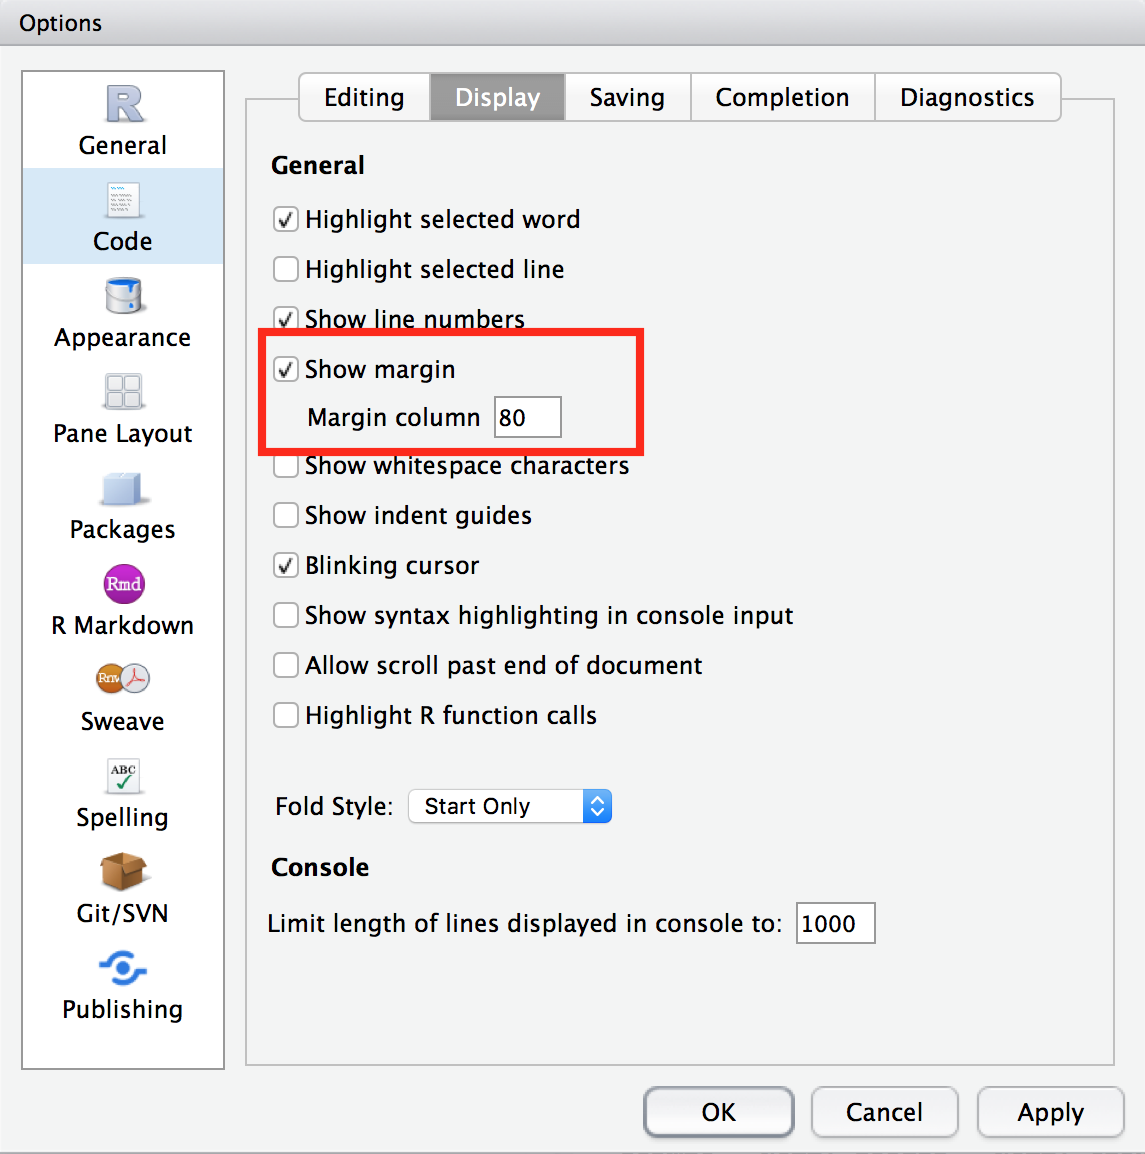 Options
R
General
Code
Appearance
Pane Layout
Packages
Rmd
R Markdown
Rnw
Sweave
ABC
Spelling
Git/SVN
Publishing
Editing
Display
Saving
Completion
Diagnostics
General
Highlight selected word
Highlight selected line
Show line numbers
Show margin
Margin column 80
Show whitespace characters
Show indent guides
Blinking cursor
Show syntax highlighting in console input
Allow scroll past end of document
Highlight R function calls
Fold Style: Start Only
Console
Limit length of lines displayed in console to: 1000
OK
Cancel
Apply